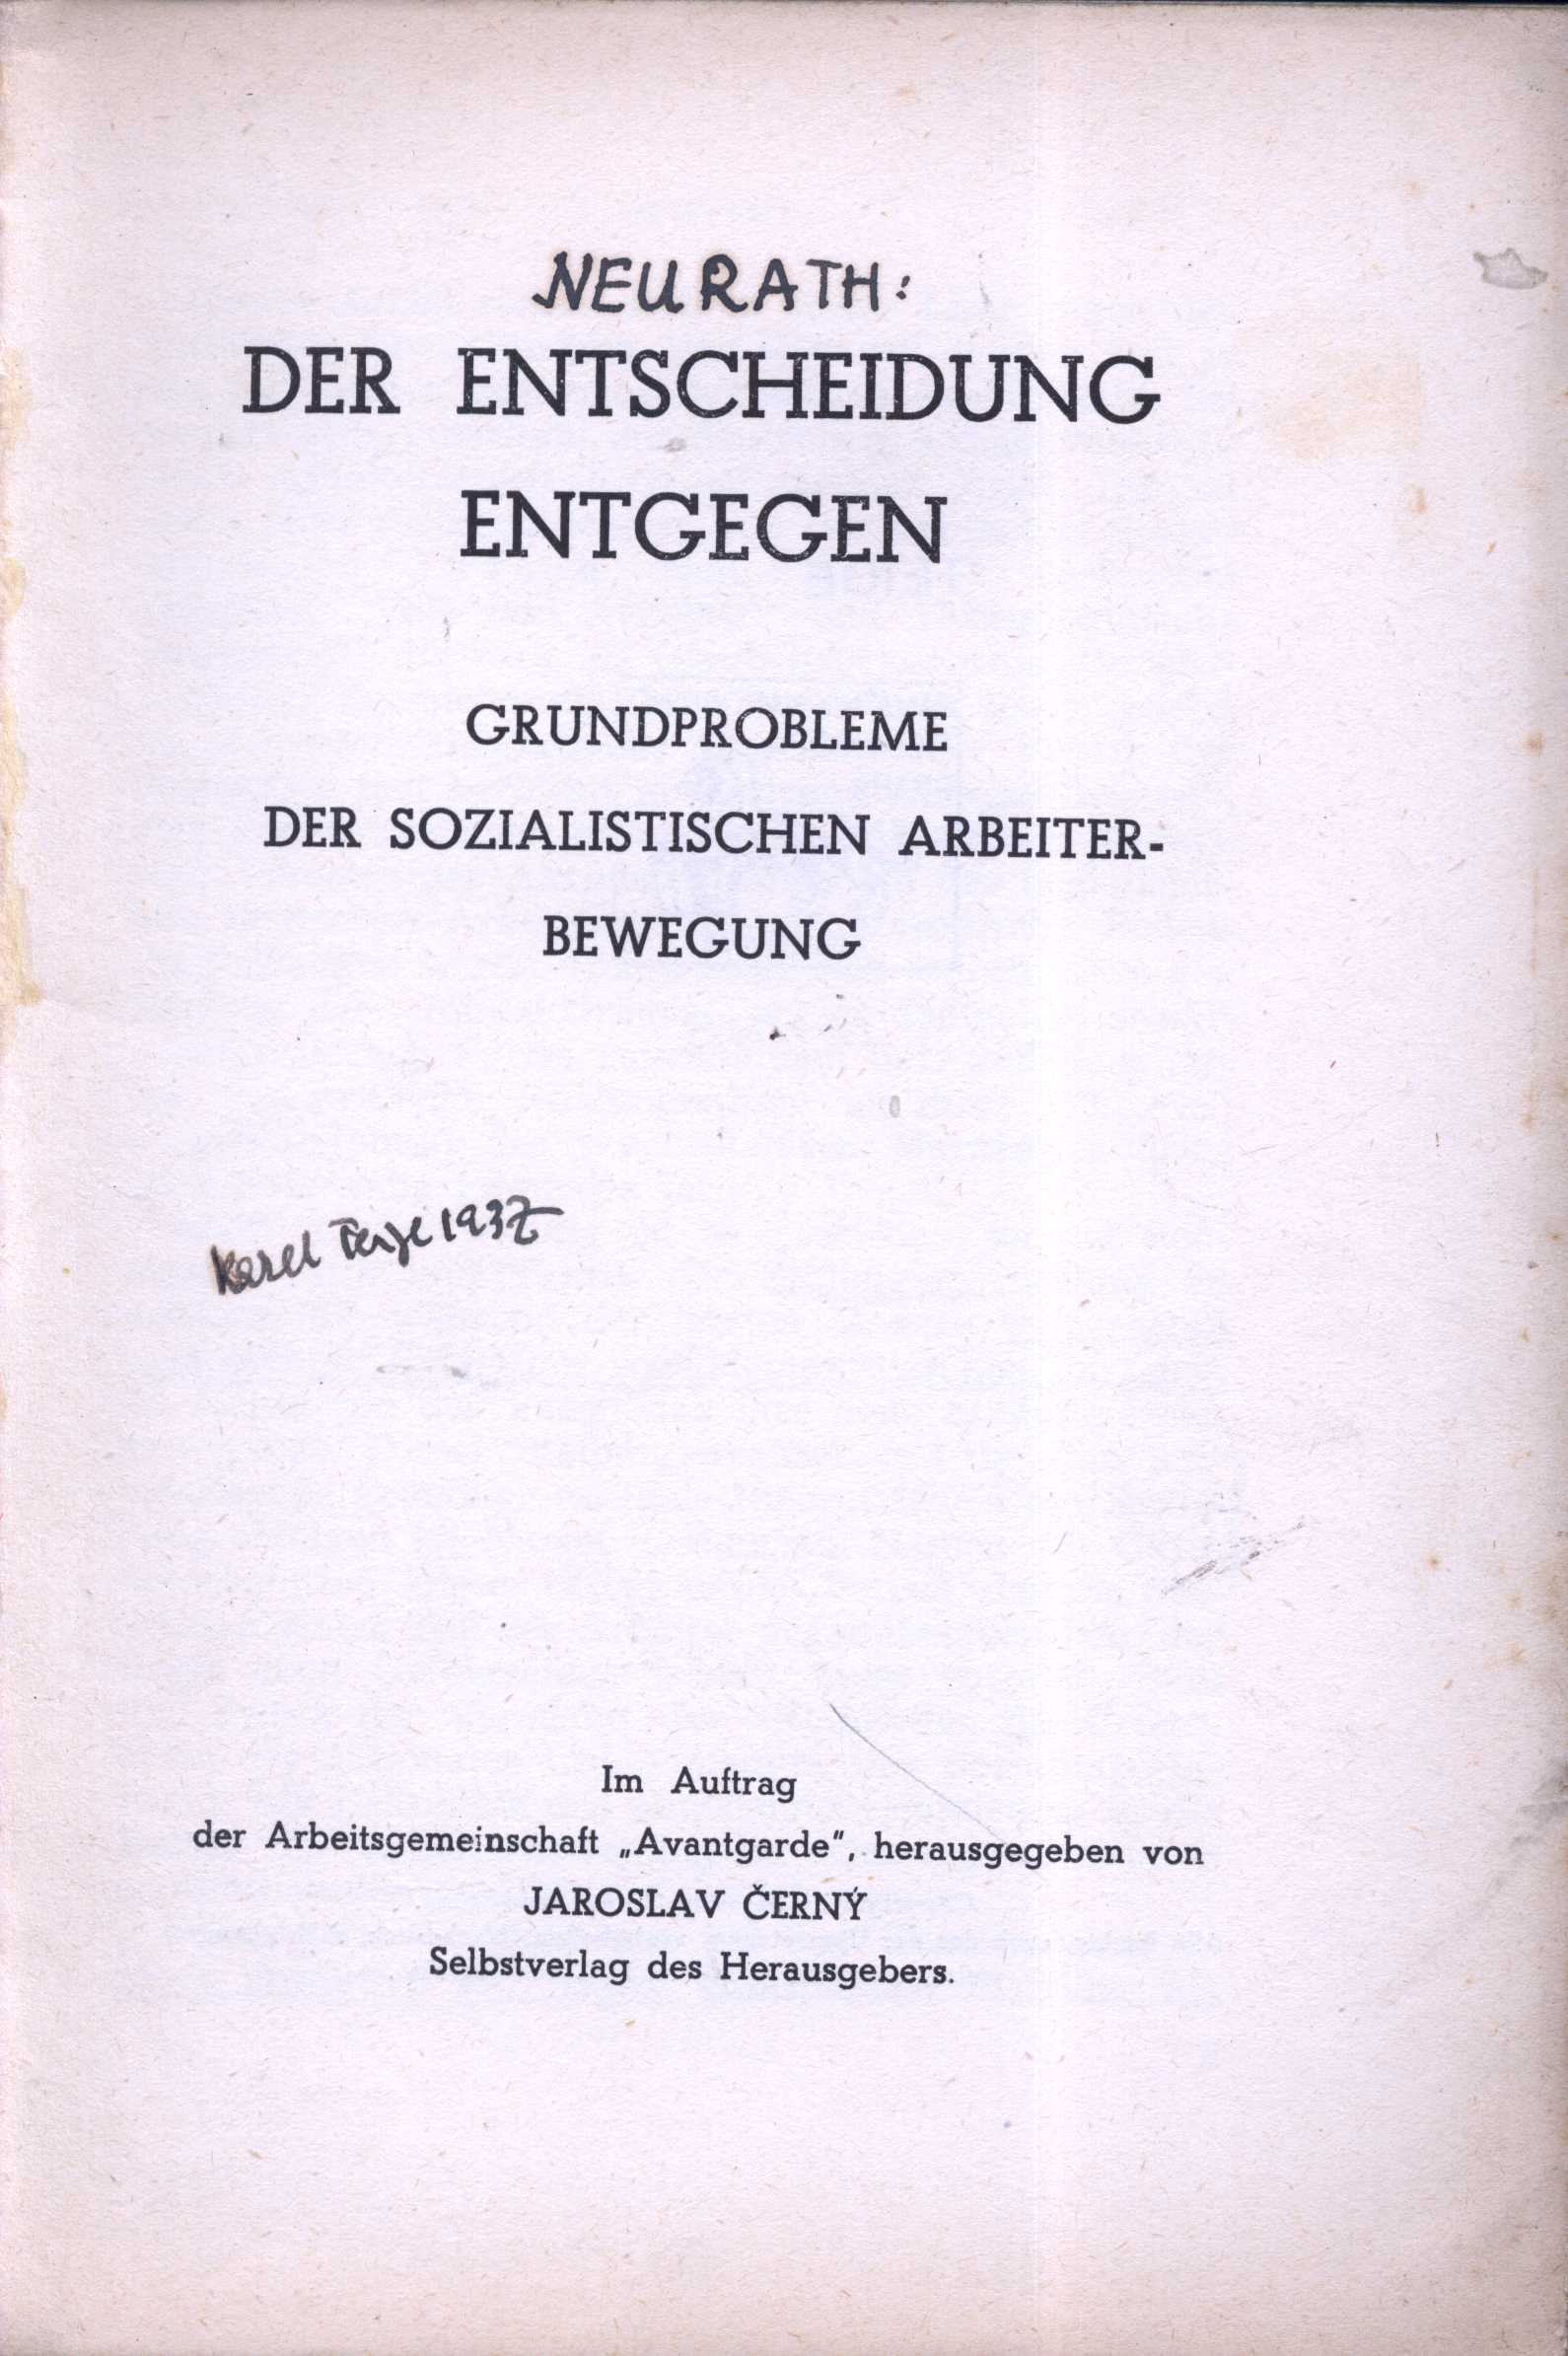 NEURATH:
DER ENTSCHEIDUNG
ENTGEGEN
GRUNDPROBLEME
DER SOZIALISTISCHEN ARBEITER-
BEWEGUNG
Karel Teige 1937
Im Auftrag
der Arbeitsgemeinschaft „Avantgarde“, herausgegeben von
JAROSLAV ČERNÝ
Selbstverlag des Herausgebers.